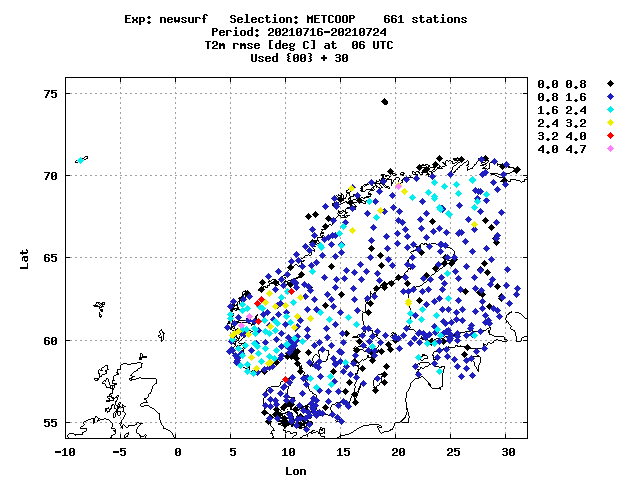 Exp: newsurf Selection: METCOOP 661 stations
Period: 20210716-20210724
T2m rmse [deg C] at 06 UTC
Used {00} + 30
0.0 0.8
0.8 1.6
1.6 2.4
2.4 3.2
3.2 4.0
4.0 4.7
75
70
65
60
55
Lat
-10 -5 0 5 10 15 20 25 30
Lon